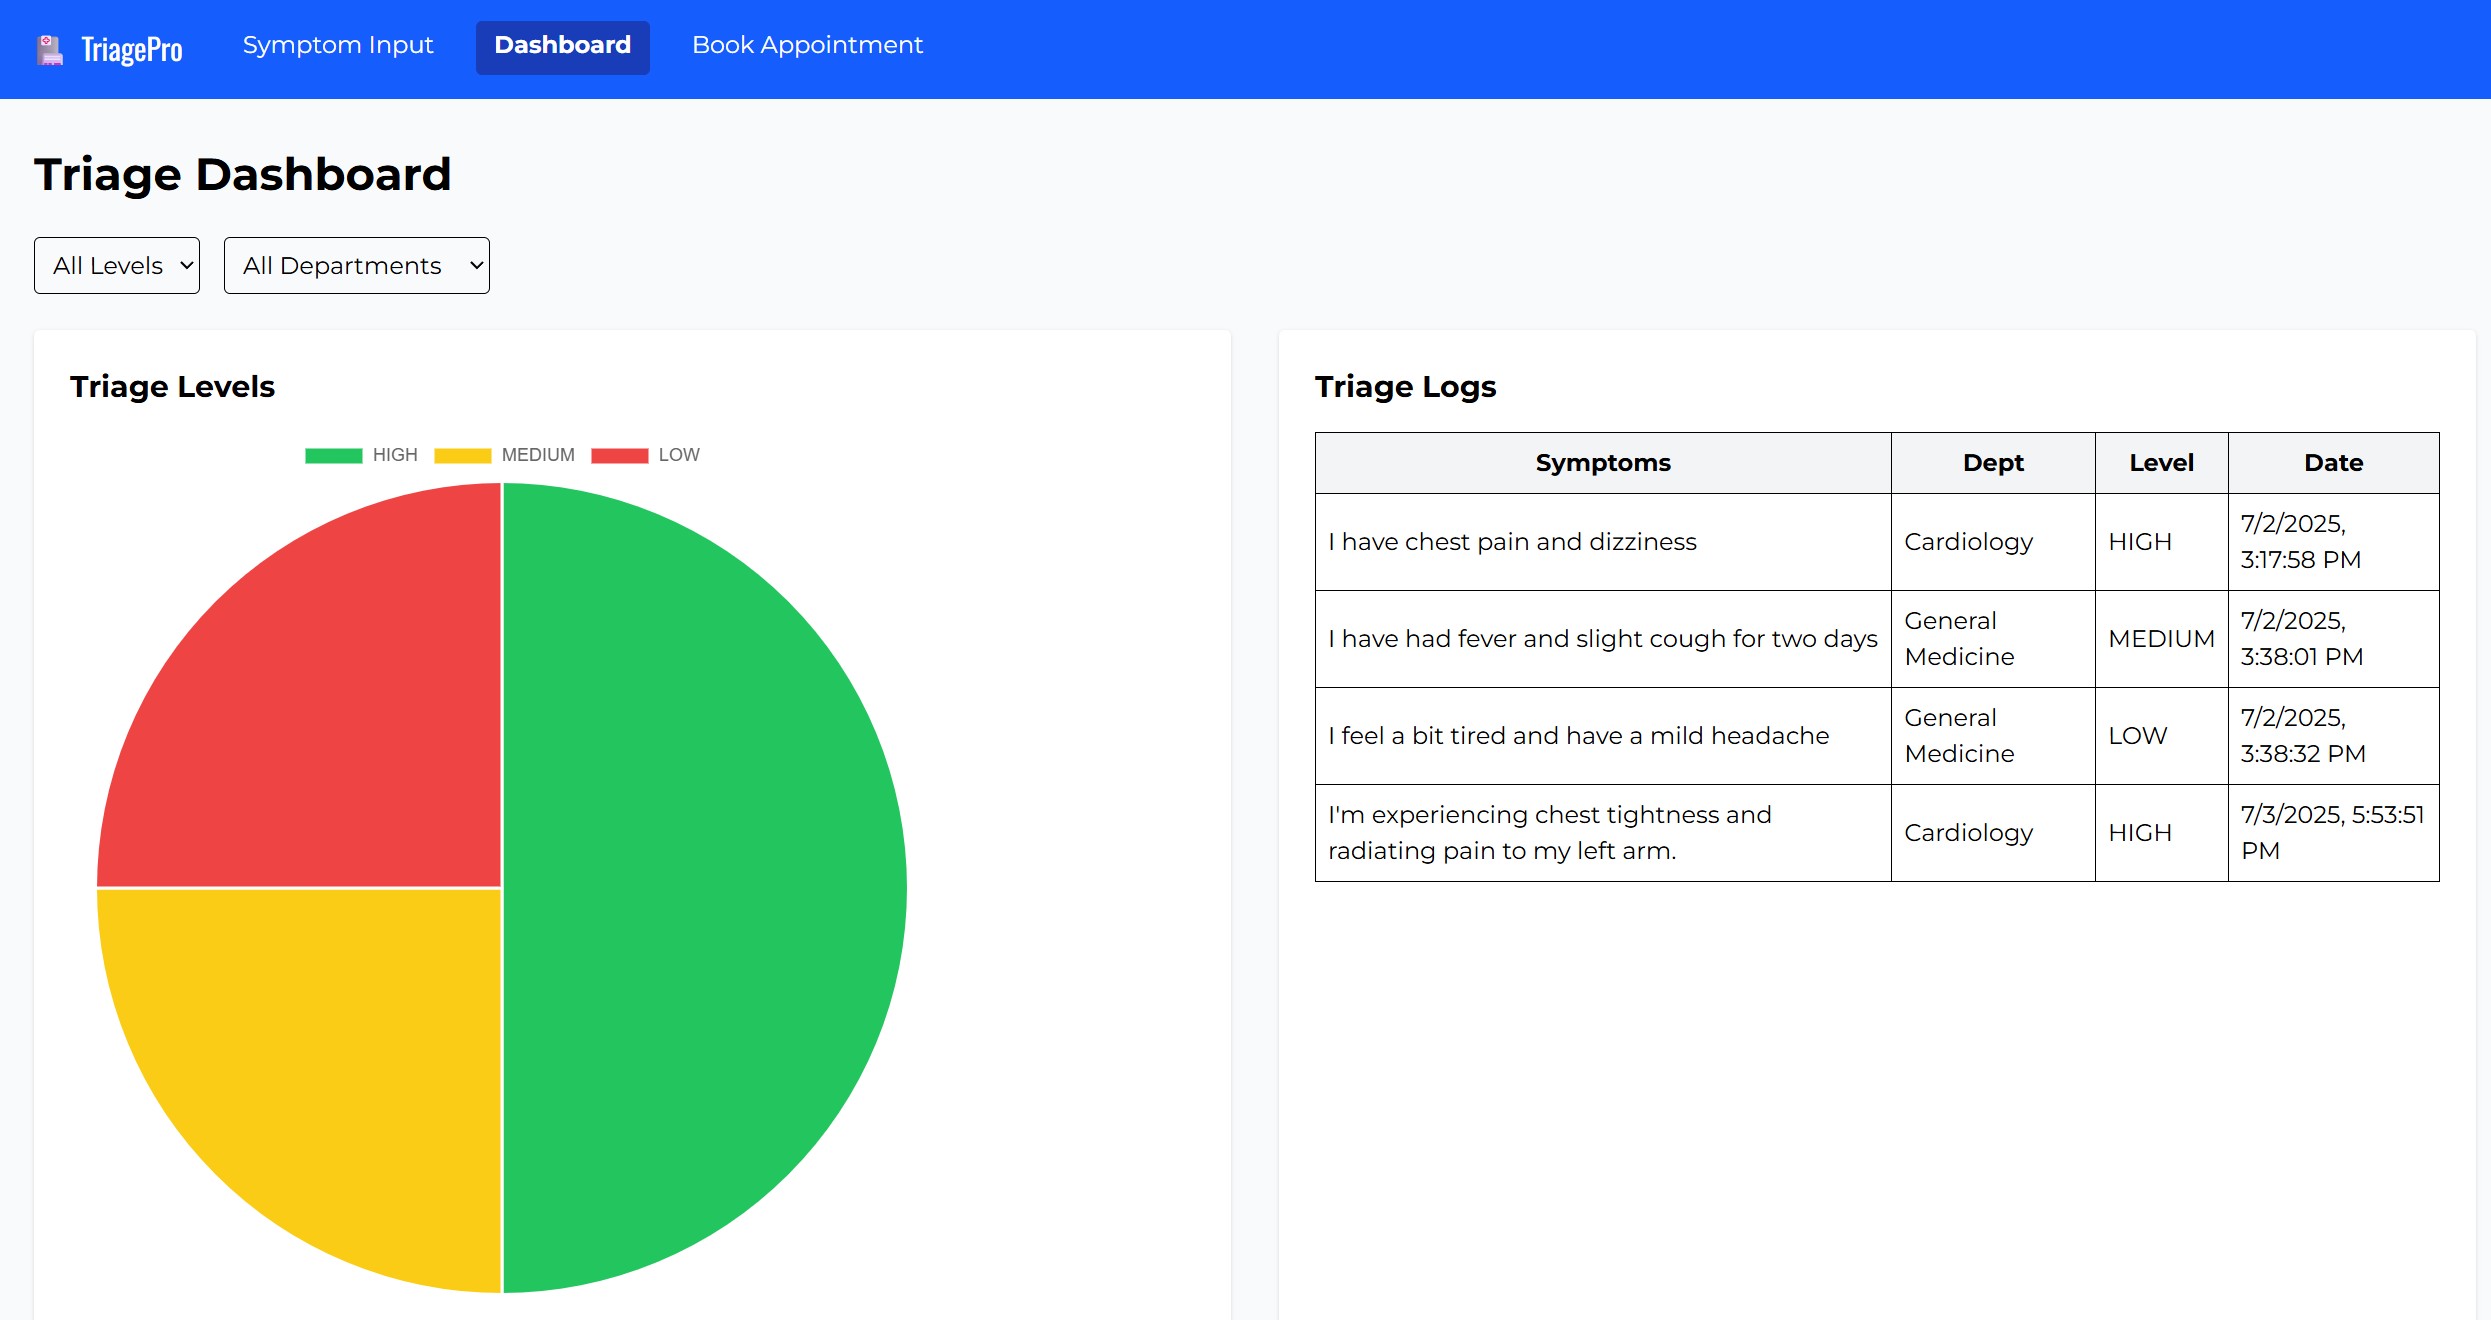 TriagePro
Symptom Input
Dashboard
Book Appointment
Triage Dashboard
All Levels
All Departments
Triage Levels
HIGH
MEDIUM
LOW
Triage Logs
Symptoms Dept Level Date
I have chest pain and dizziness Cardiology HIGH 7/2/2025,
3:17:58 PM
I have had fever and slight cough for two days General
Medicine MEDIUM 7/2/2025,
3:38:01 PM
I feel a bit tired and have a mild headache General
Medicine LOW 7/2/2025,
3:38:32 PM
I'm experiencing chest tightness and
radiating pain to my left arm. Cardiology HIGH 7/3/2025, 5:53:51
PM